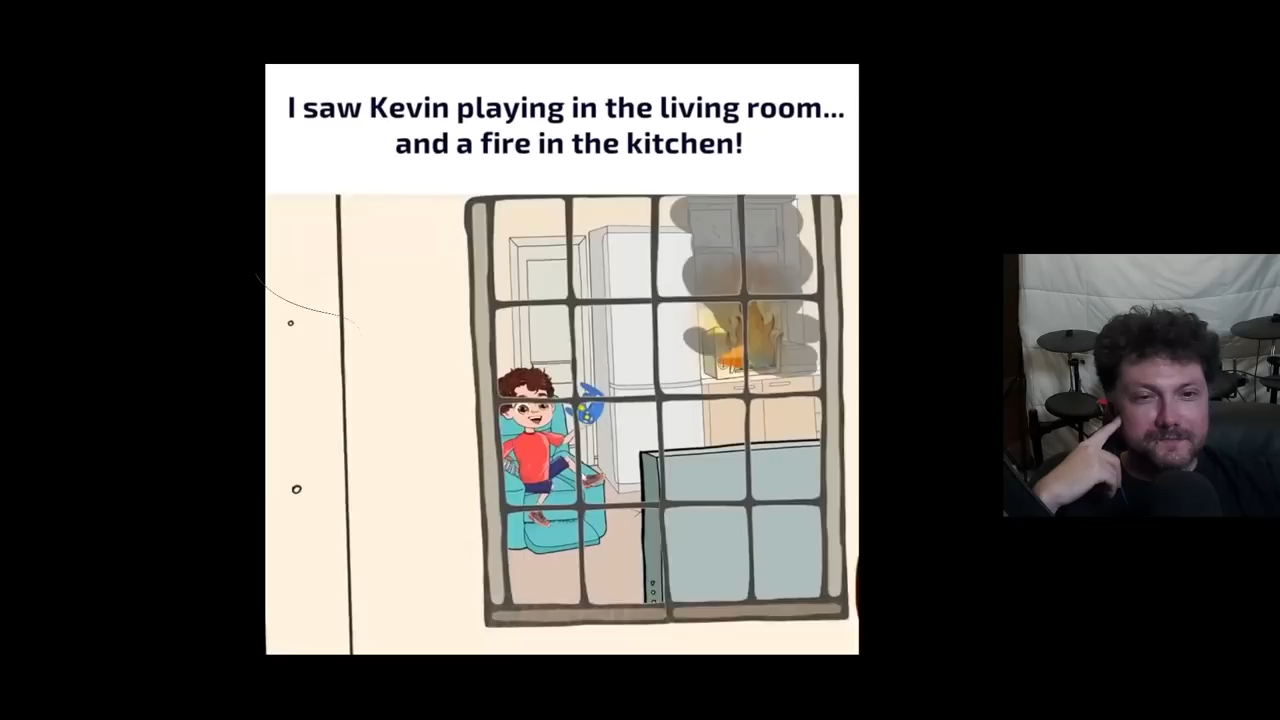 I saw Kevin playing in the living room...
and a fire in the kitchen!